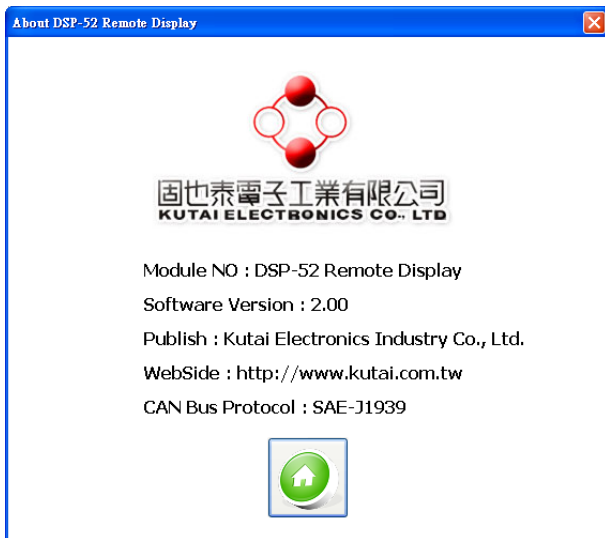 About DSP-52 Remote Display
固也泰電子工業有限公司
KUTAI ELECTRONICS CO., LTD
Module NO : DSP-52 Remote Display
Software Version : 2.00
Publish : Kutai Electronics Industry Co., Ltd.
WebSide : http://www.kutai.com.tw
CAN Bus Protocol : SAE-J1939